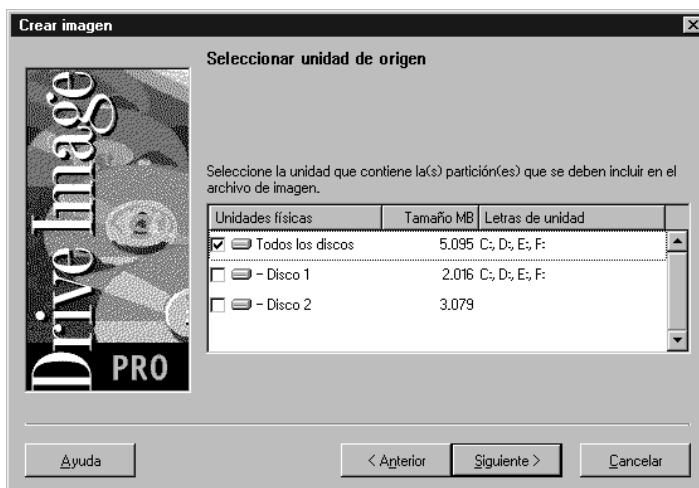 Crear imagen
Drive Image
PRO
Seleccionar unidad de origen
Seleccione la unidad que contiene la(s) partición(es) que se deben incluir en el
archivo de imagen.
Unidades físicas Tamaño MB Letras de unidad
Todos los discos 5.095 C:, D:, E:, F:
- Disco 1 2.016 C:, D:, E:, F:
- Disco 2 3.079
Ayuda < Anterior Siguiente > Cancelar